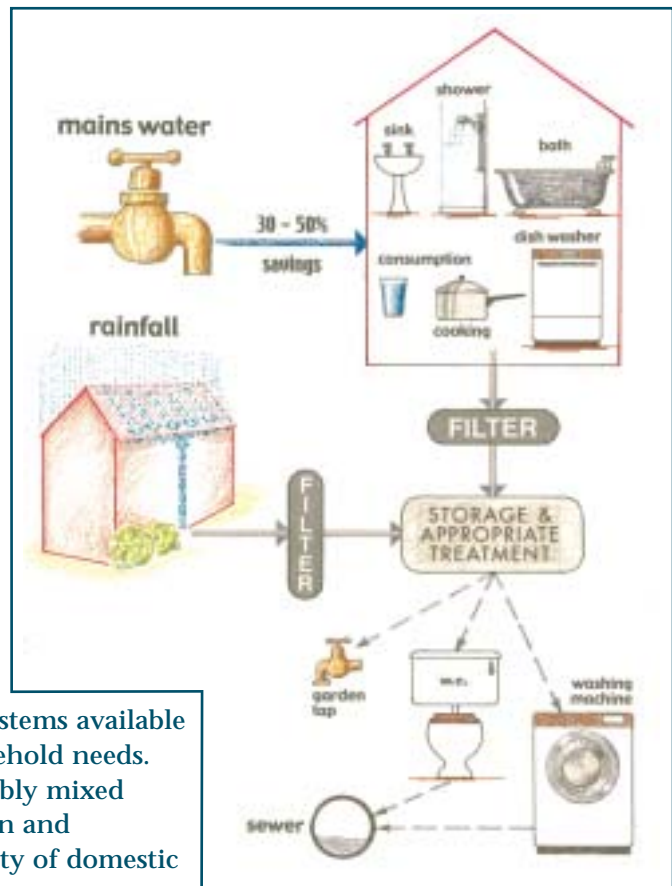 mains water
shower
sink
bath
30 – 50%
savings
dish washer
consumption
cooking
rainfall
FILTER
FILTER
STORAGE &
APPROPRIATE
TREATMENT
garden
tap
w.c.
washing
machine
sewer
stems available
ehold needs.
bly mixed
n and
ty of domestic